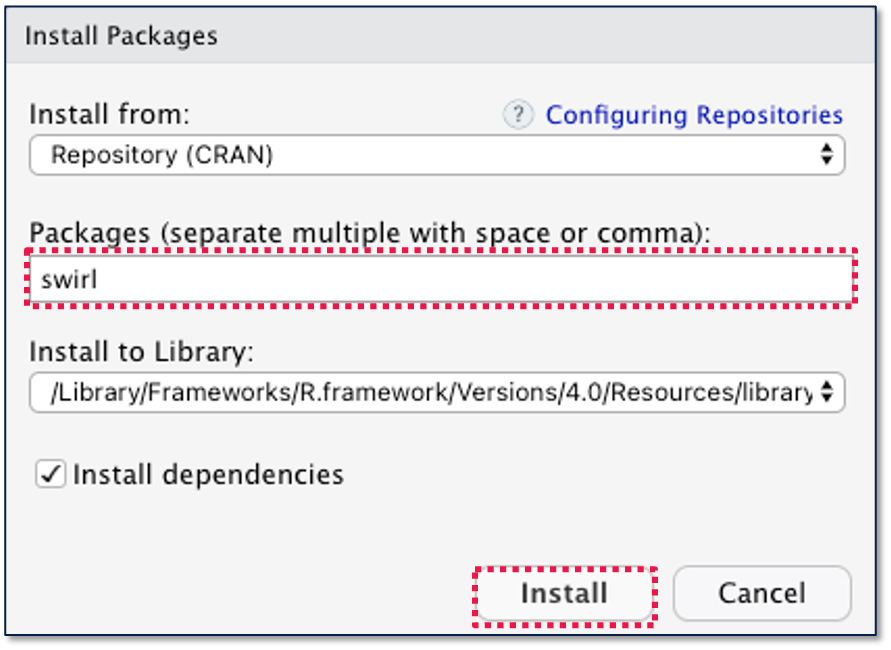 Install Packages
Install from:
? Configuring Repositories
Repository (CRAN)
Packages (separate multiple with space or comma):
swirl
Install to Library:
/Library/Frameworks/R.framework/Versions/4.0/Resources/library
Install dependencies
Install
Cancel